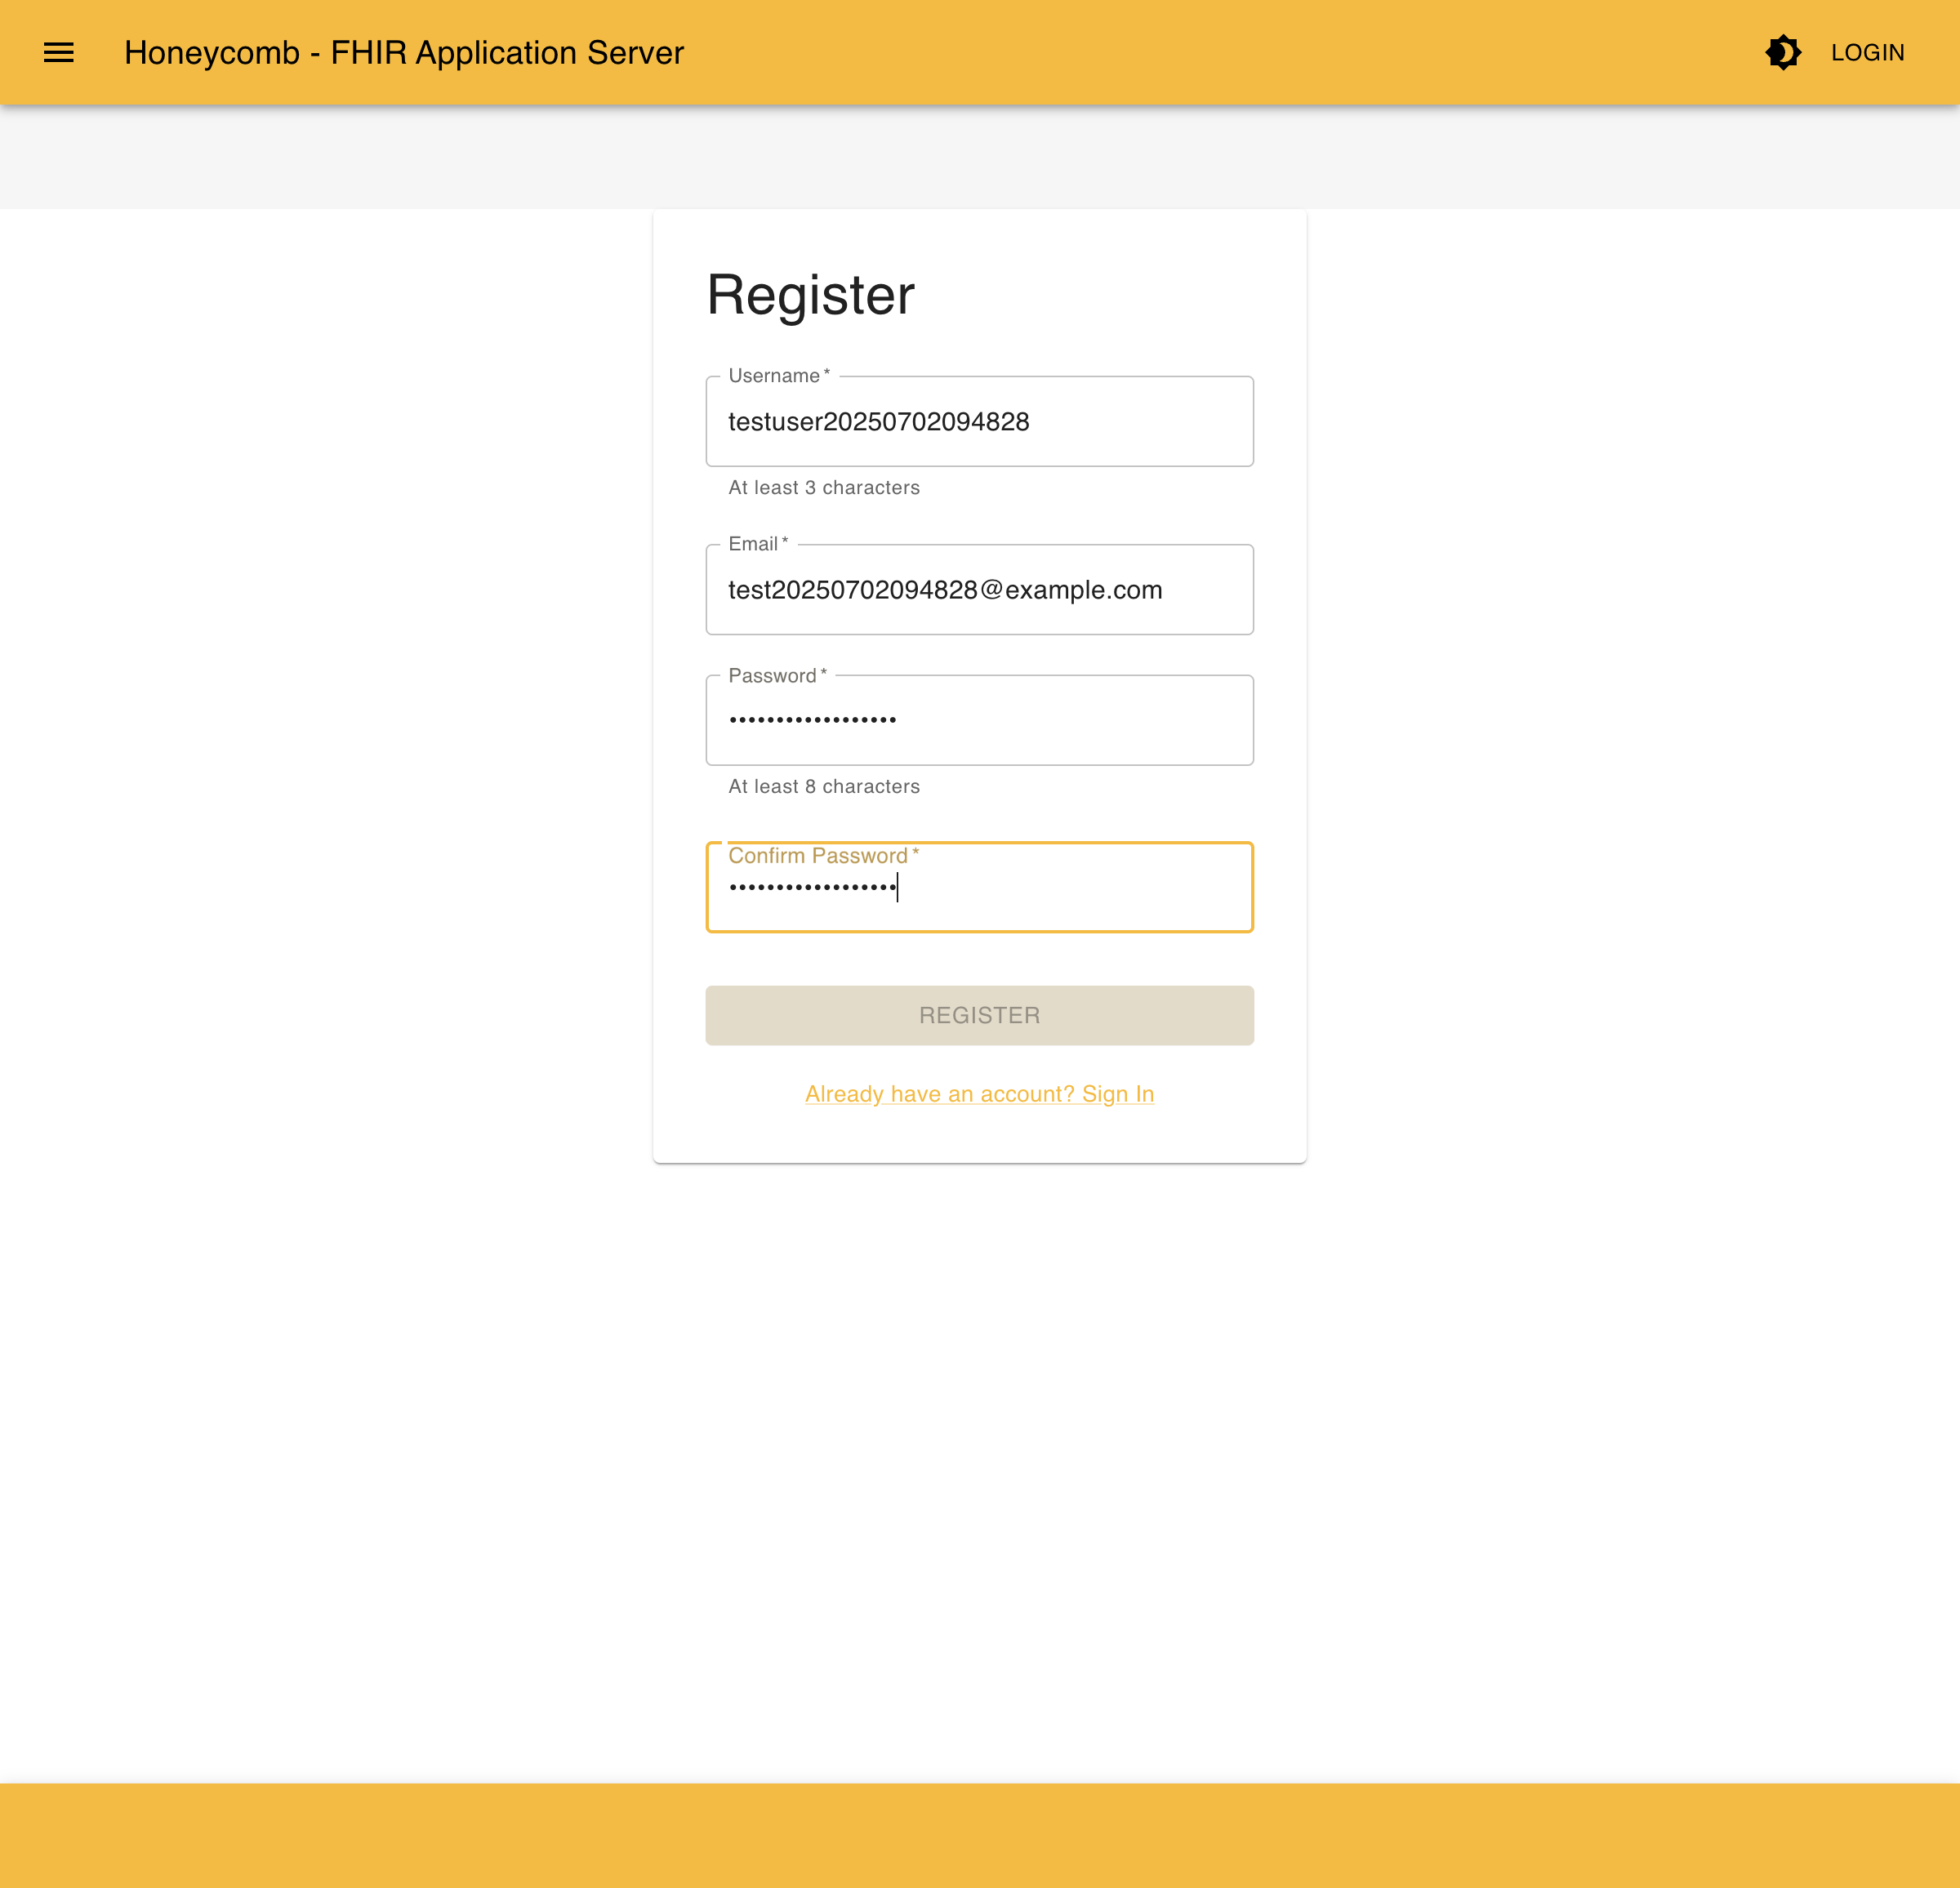 Honeycomb - FHIR Application Server
LOGIN
Register
Username *
testuser20250702094828
At least 3 characters
Email *
test20250702094828@example.com
Password *
••••••••••••••••••
At least 8 characters
Confirm Password *
••••••••••••••••••
REGISTER
Already have an account? Sign In